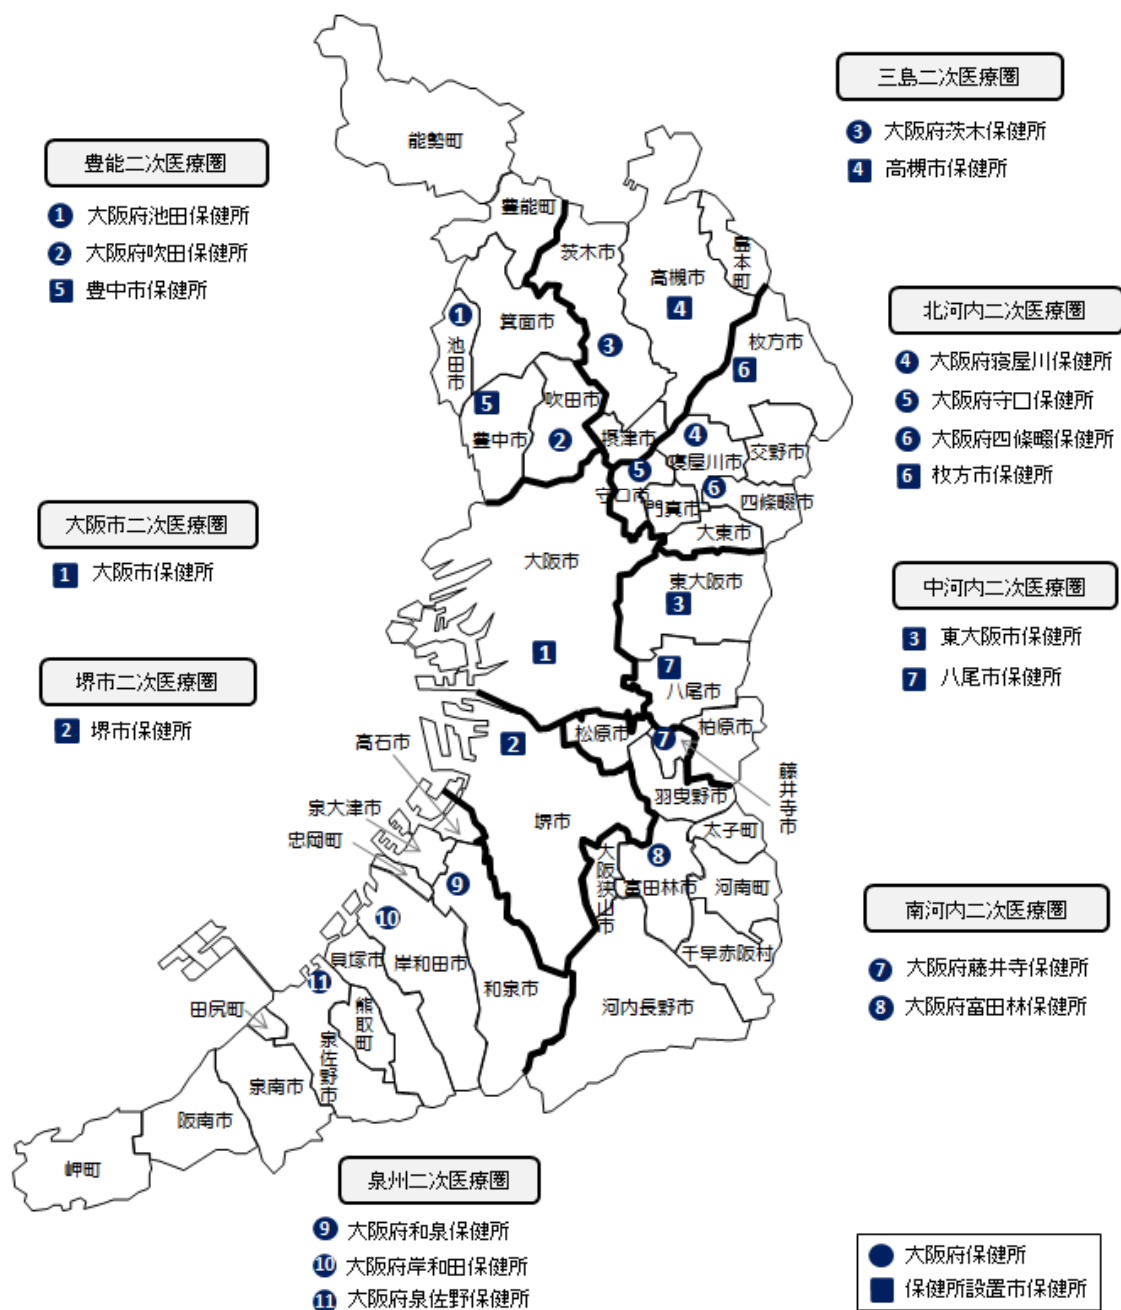 三島二次医療圏
3 大阪府茨木保健所
4 高槻市保健所
豊能二次医療圏
1 大阪府池田保健所
2 大阪府吹田保健所
5 豊中市保健所
北河内二次医療圏
4 大阪府寝屋川保健所
5 大阪府守口保健所
6 大阪府四條畷保健所
6 枚方市保健所
大阪市二次医療圏
1 大阪市保健所
中河内二次医療圏
3 東大阪市保健所
7 八尾市保健所
堺市二次医療圏
2 堺市保健所
南河内二次医療圏
7 大阪府藤井寺保健所
8 大阪府富田林保健所
泉州二次医療圏
9 大阪府和泉保健所
10 大阪府岸和田保健所
11 大阪府泉佐野保健所
大阪府保健所
保健所設置市保健所
能勢町
豊能町
茨木市
高槻市
4
島本町
箕面市
1
池田市
3
枚方市
6
吹田市
5
豊中市
2
摂津市
4
寝屋川市
交野市
5
守口市
門真市
6
四條畷市
大東市
大阪市
1
東大阪市
3
7
八尾市
柏原市
松原市
7
藤井寺市
羽曳野市
2
堺市
高石市
泉大津市
忠岡町
太子町
大阪狭山市
8
富田林市
河南町
千早赤阪村
河内長野市
9
和泉市
10
岸和田市
貝塚市
11
熊取町
泉佐野市
田尻町
泉南市
阪南市
岬町